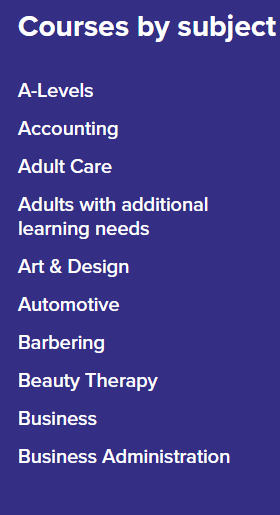 Courses by subject
A-Levels
Accounting
Adult Care
Adults with additional
learning needs
Art & Design
Automotive
Barbering
Beauty Therapy
Business
Business Administration